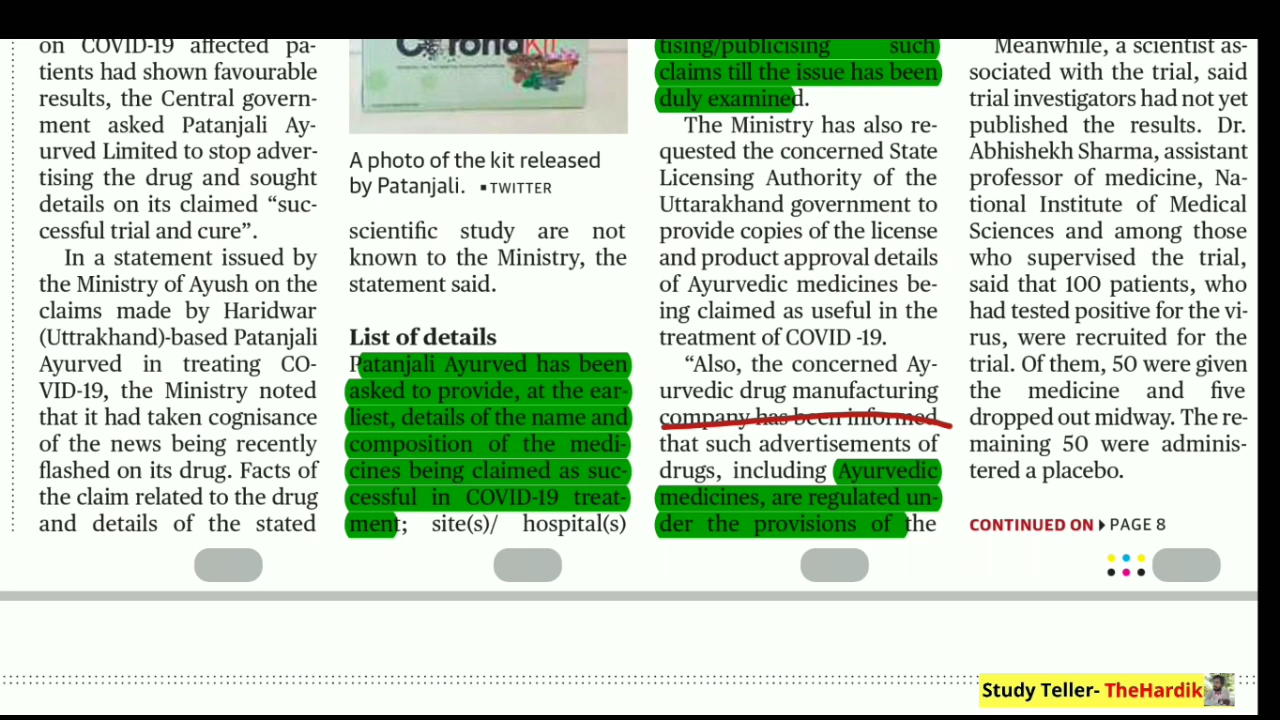 on COVID-19 affected pa-
tients had shown favourable
results, the Central govern-
ment asked Patanjali Ay-
urved Limited to stop adver-
tising the drug and sought
details on its claimed “suc-
cessful trial and cure”.
In a statement issued by
the Ministry of Ayush on the
claims made by Haridwar
(Uttrakhand)-based Patanjali
Ayurved in treating CO-
VID-19, the Ministry noted
that it had taken cognisance
of the news being recently
flashed on its drug. Facts of
the claim related to the drug
and details of the stated
Corona Kit
A photo of the kit released
by Patanjali. ▪ TWITTER
scientific study are not
known to the Ministry, the
statement said.
List of details
Patanjali Ayurved has been
asked to provide, at the ear-
liest, details of the name and
composition of the medi-
cines being claimed as suc-
cessful in COVID-19 treat-
ment; site(s)/ hospital(s)
tising/publicising such
claims till the issue has been
duly examined.
The Ministry has also re-
quested the concerned State
Licensing Authority of the
Uttarakhand government to
provide copies of the license
and product approval details
of Ayurvedic medicines be-
ing claimed as useful in the
treatment of COVID -19.
“Also, the concerned Ay-
urvedic drug manufacturing
company has been informed
that such advertisements of
drugs, including Ayurvedic
medicines, are regulated un-
der the provisions of the
Meanwhile, a scientist as-
sociated with the trial, said
trial investigators had not yet
published the results. Dr.
Abhishekh Sharma, assistant
professor of medicine, Na-
tional Institute of Medical
Sciences and among those
who supervised the trial,
said that 100 patients, who
had tested positive for the vi-
rus, were recruited for the
trial. Of them, 50 were given
the medicine and five
dropped out midway. The re-
maining 50 were adminis-
tered a placebo.
CONTINUED ON ▸ PAGE 8
Study Teller- TheHardik